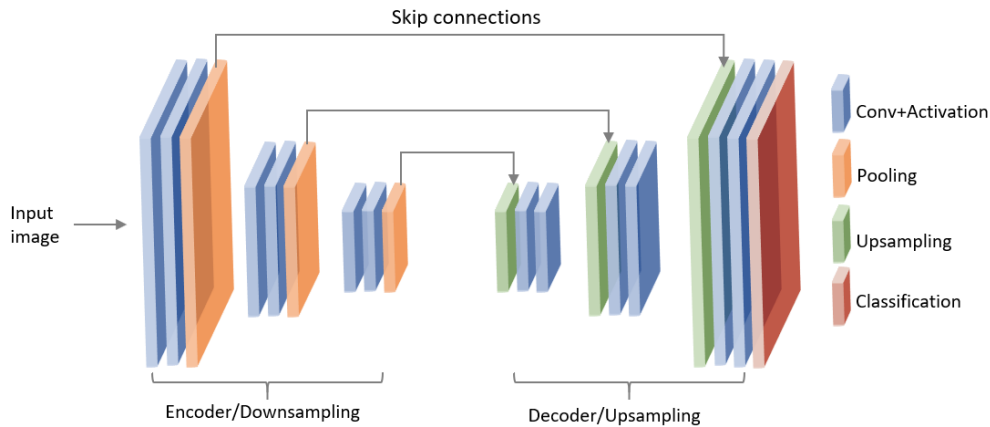 Skip connections
Conv+Activation
Pooling
Input
image
Upsampling
Classification
Encoder/Downsampling
Decoder/Upsampling